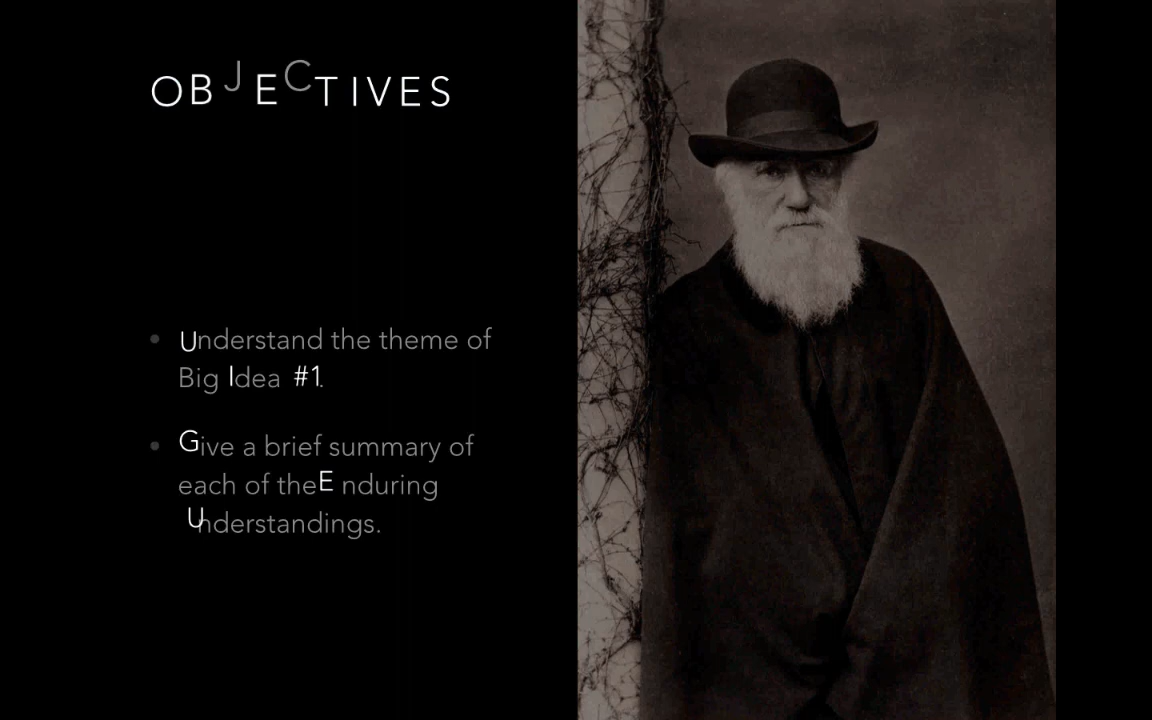 OBJECTIVES
• Understand the theme of
Big Idea #1.
• Give a brief summary of
each of the Enduring
Understandings.